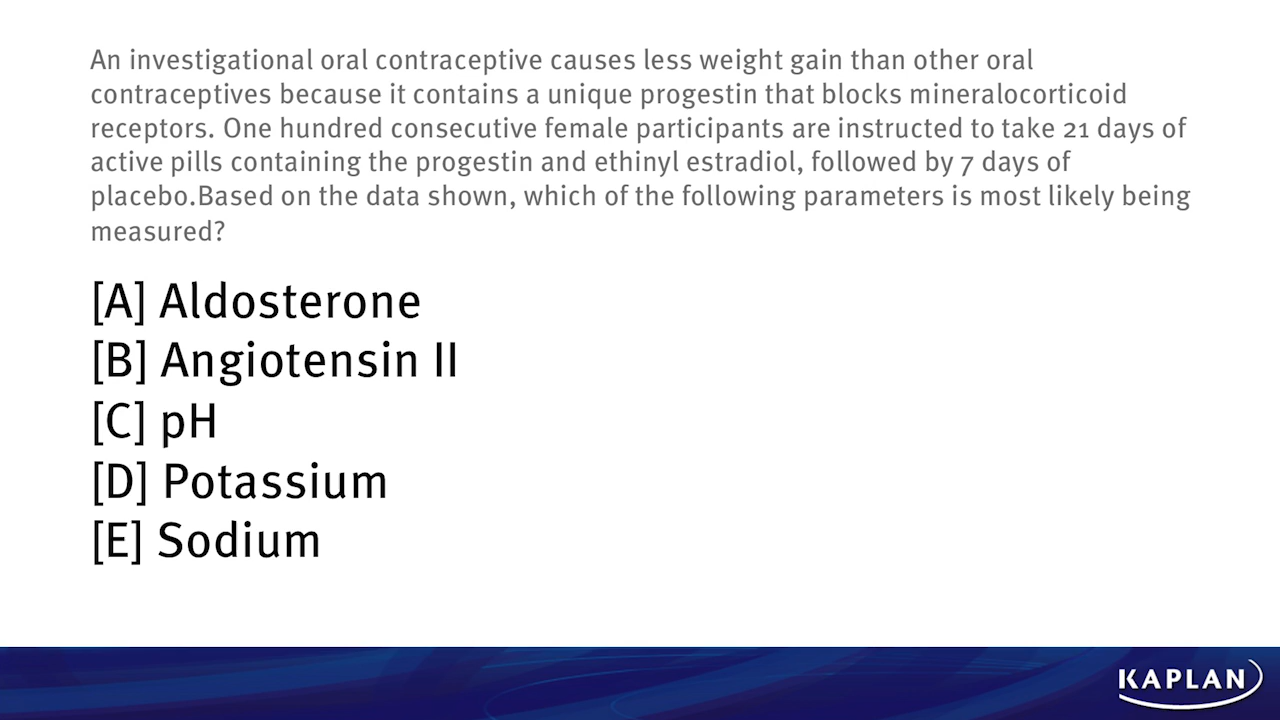 An investigational oral contraceptive causes less weight gain than other oral
contraceptives because it contains a unique progestin that blocks mineralocorticoid
receptors. One hundred consecutive female participants are instructed to take 21 days of
active pills containing the progestin and ethinyl estradiol, followed by 7 days of
placebo.Based on the data shown, which of the following parameters is most likely being
measured?
[A] Aldosterone
[B] Angiotensin II
[C] pH
[D] Potassium
[E] Sodium
KAPLAN